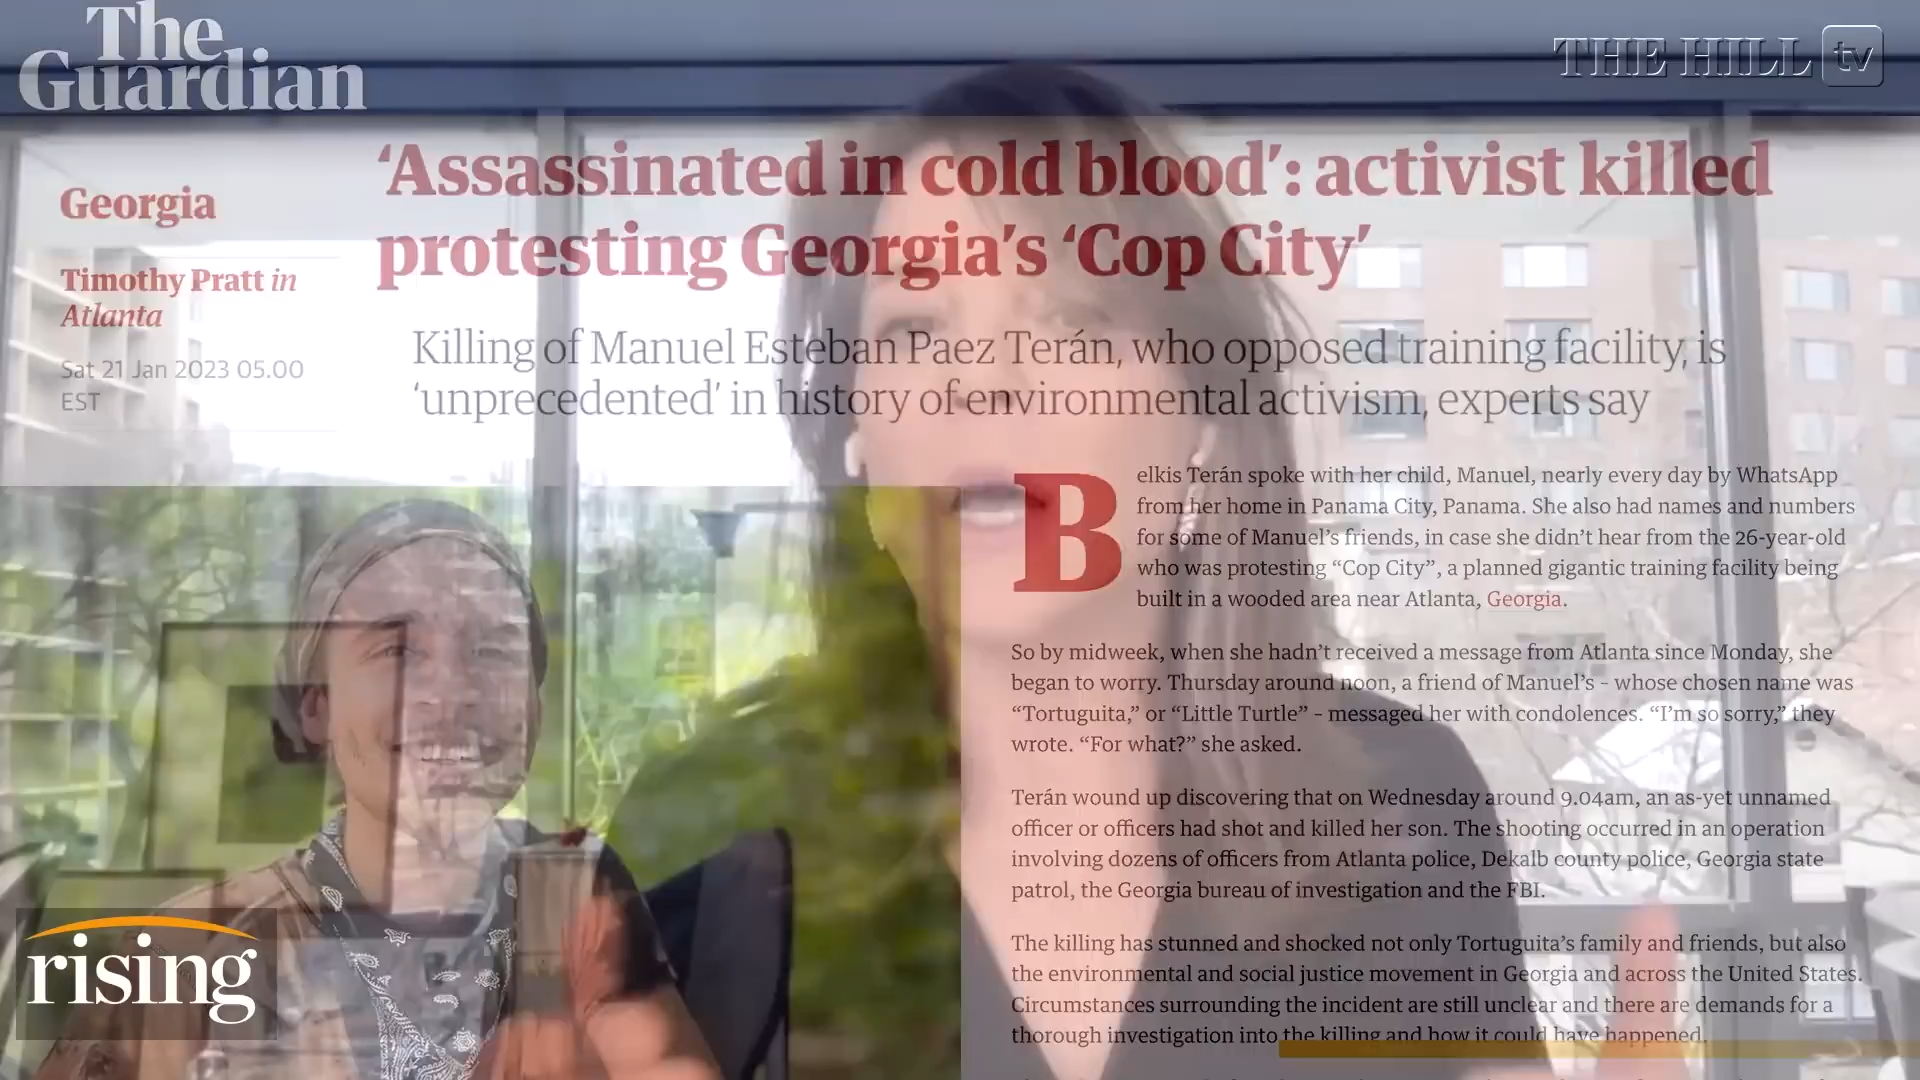 The
Guardian
THE HILL tv
Georgia
Timothy Pratt in
Atlanta
Sat 21 Jan 2023 05.00
EST
‘Assassinated in cold blood’: activist killed
protesting Georgia’s ‘Cop City’
Killing of Manuel Esteban Paez Terán, who opposed training facility, is
‘unprecedented’ in history of environmental activism, experts say
Belkis Terán spoke with her child, Manuel, nearly every day by WhatsApp
from her home in Panama City, Panama. She also had names and numbers
for some of Manuel’s friends, in case she didn’t hear from the 26-year-old
who was protesting “Cop City”, a planned gigantic training facility being
built in a wooded area near Atlanta, Georgia.
So by midweek, when she hadn’t received a message from Atlanta since Monday, she
began to worry. Thursday around noon, a friend of Manuel’s – whose chosen name was
“Tortuguita,” or “Little Turtle” – messaged her with condolences. “I’m so sorry,” they
wrote. “For what?” she asked.
Terán wound up discovering that on Wednesday around 9.04am, an as-yet unnamed
officer or officers had shot and killed her son. The shooting occurred in an operation
involving dozens of officers from Atlanta police, Dekalb county police, Georgia state
patrol, the Georgia bureau of investigation and the FBI.
The killing has stunned and shocked not only Tortuguita’s family and friends, but also
the environmental and social justice movement in Georgia and across the United States.
Circumstances surrounding the incident are still unclear and there are demands for a
thorough investigation into the killing and how it could have happened.
rising